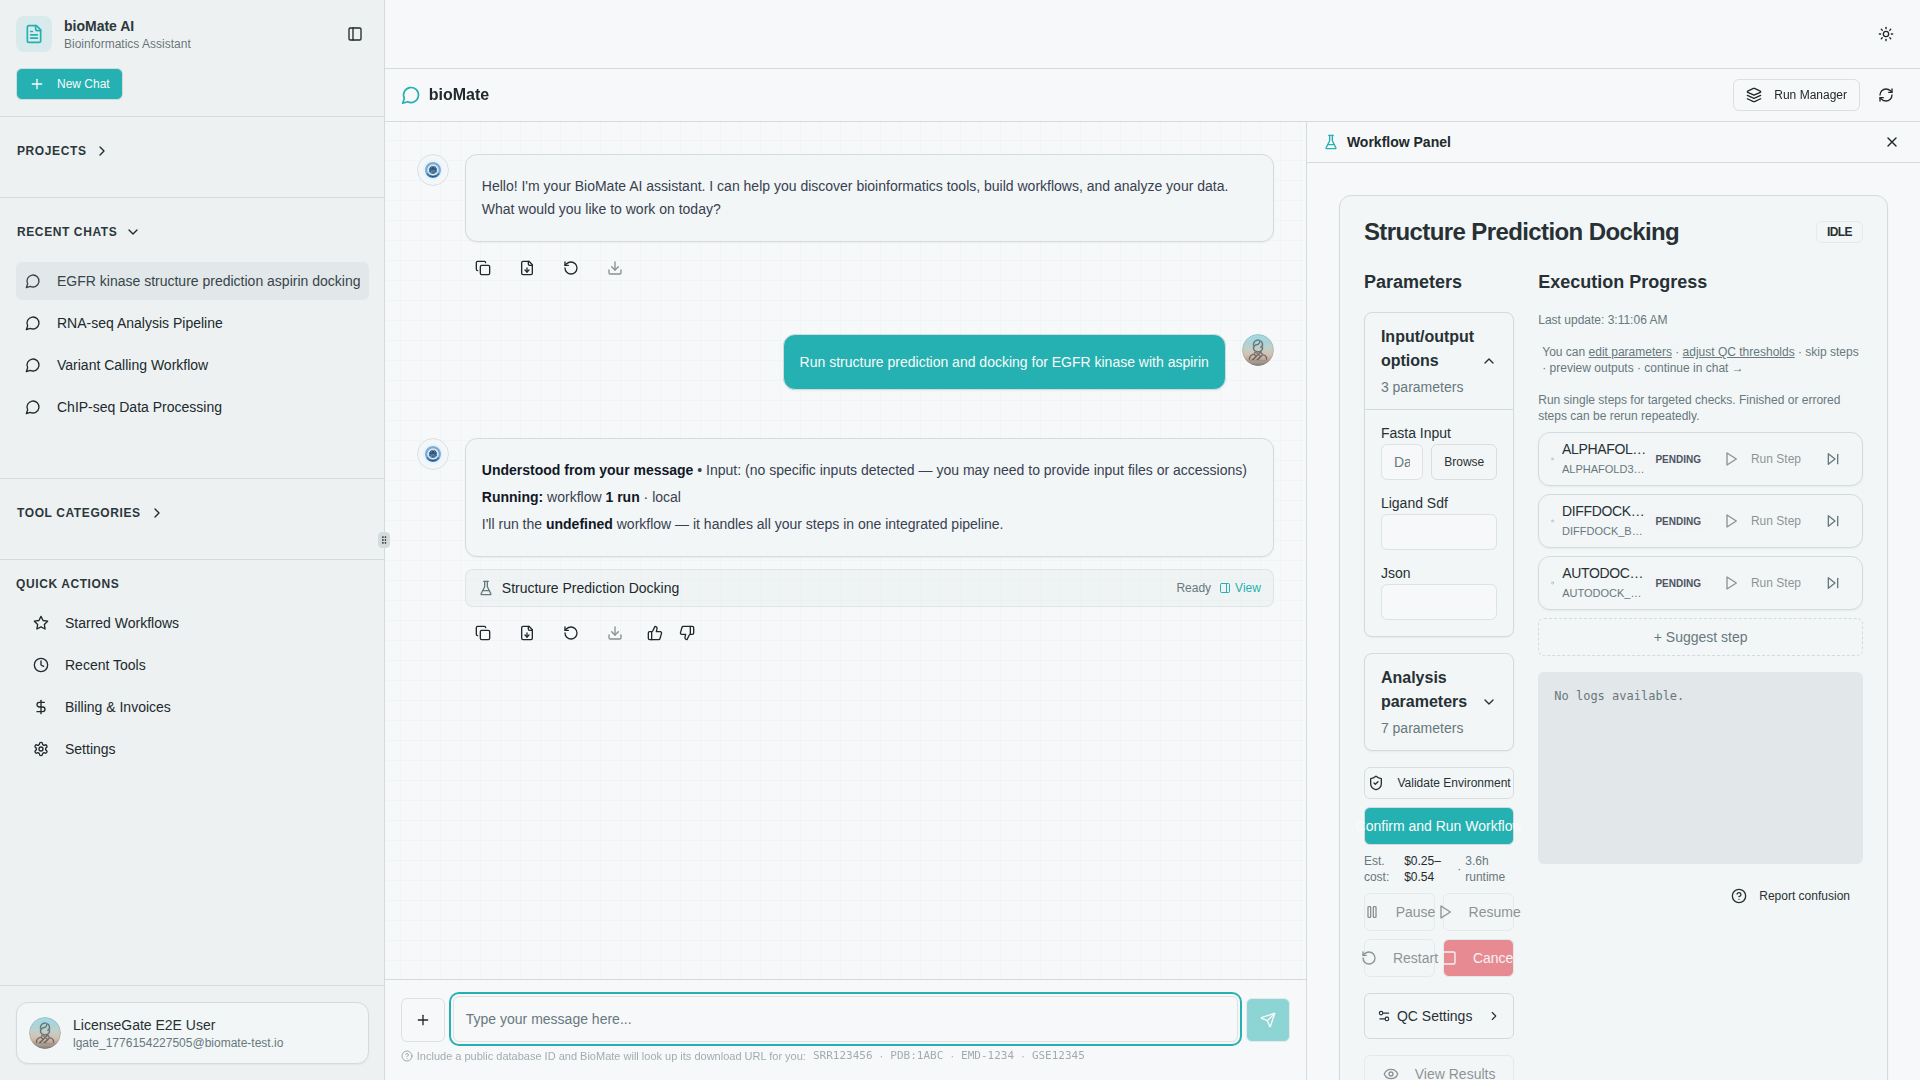 bioMate AI
Bioinformatics Assistant
New Chat
PROJECTS
RECENT CHATS
EGFR kinase structure prediction aspirin docking
RNA-seq Analysis Pipeline
Variant Calling Workflow
ChIP-seq Data Processing
TOOL CATEGORIES
QUICK ACTIONS
Starred Workflows
Recent Tools
Billing & Invoices
Settings
LicenseGate E2E User
lgate_1776154227505@biomate-test.io
bioMate
Run Manager
Hello! I'm your BioMate AI assistant. I can help you discover bioinformatics tools, build workflows, and analyze your data.
What would you like to work on today?
Run structure prediction and docking for EGFR kinase with aspirin
Understood from your message • Input: (no specific inputs detected — you may need to provide input files or accessions)
Running: workflow 1 run · local
I'll run the undefined workflow — it handles all your steps in one integrated pipeline.
Structure Prediction Docking
Ready
View
Type your message here...
Include a public database ID and BioMate will look up its download URL for you: SRR123456 · PDB:1ABC · EMD-1234 · GSE12345
Workflow Panel
Structure Prediction Docking
IDLE
Parameters
Input/output
options
3 parameters
Fasta Input
Da
Browse
Ligand Sdf
Json
Analysis
parameters
7 parameters
Validate Environment
onfirm and Run Workflo
Est.
cost:
$0.25–
$0.54
·
3.6h
runtime
Pause
Resume
Restart
Cance
QC Settings
View Results
Execution Progress
Last update: 3:11:06 AM
You can edit parameters · adjust QC thresholds · skip steps
· preview outputs · continue in chat →
Run single steps for targeted checks. Finished or errored
steps can be rerun repeatedly.
ALPHAFOL…
ALPHAFOLD3…
PENDING
Run Step
DIFFDOCK…
DIFFDOCK_B…
PENDING
Run Step
AUTODOC…
AUTODOCK_…
PENDING
Run Step
+ Suggest step
No logs available.
Report confusion